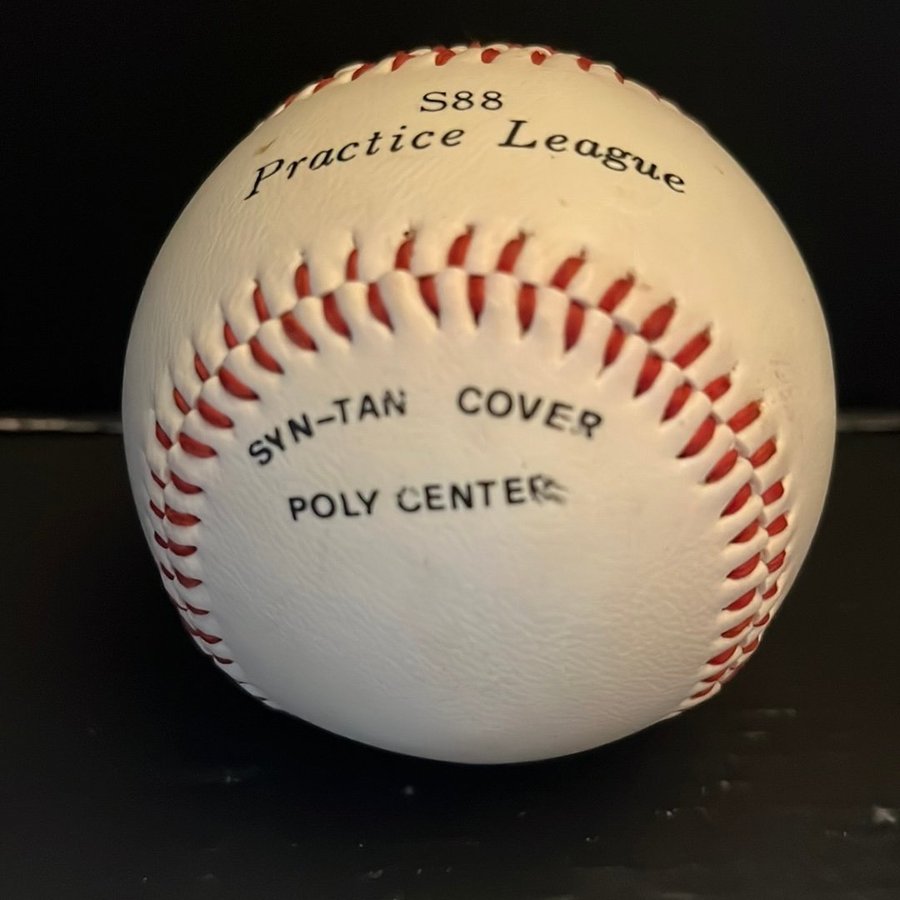 S88
Practice League
SYN-TAN COVER
POLY CENTER